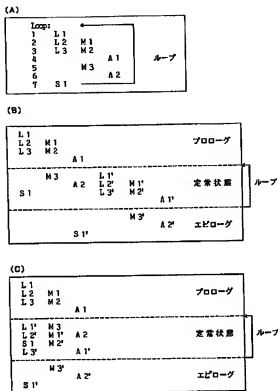 (A)
Loop:
1 L1
2 L2 M1
3 L3 M2
4 A1 ループ
5 M3
6 A2
7 S1
(B)
L1
L2 M1 プロローグ
L3 M2
A1
M3 L1'
A2 L2' M1' 定常状態 ループ
S1 L3' M2'
A1'
M3'
A2' エピローグ
S1'
(C)
L1
L2 M1 プロローグ
L3 M2
A1
L1' M3
L2' M1' A2 定常状態 ループ
S1 M2'
L3' A1'
M3'
A2' エピローグ
S1'